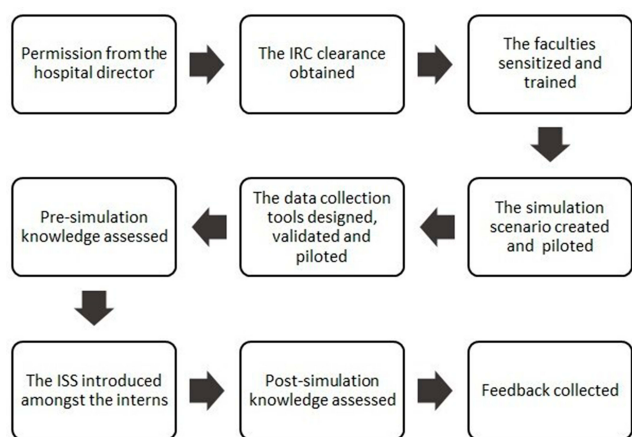 Permission from the
hospital director
The IRC clearance
obtained
The faculties
sensitized and
trained
The simulation
scenario created
and piloted
The data collection
tools designed,
validated and
piloted
Pre-simulation
knowledge assessed
The ISS introduced
amongst the interns
Post-simulation
knowledge assessed
Feedback collected